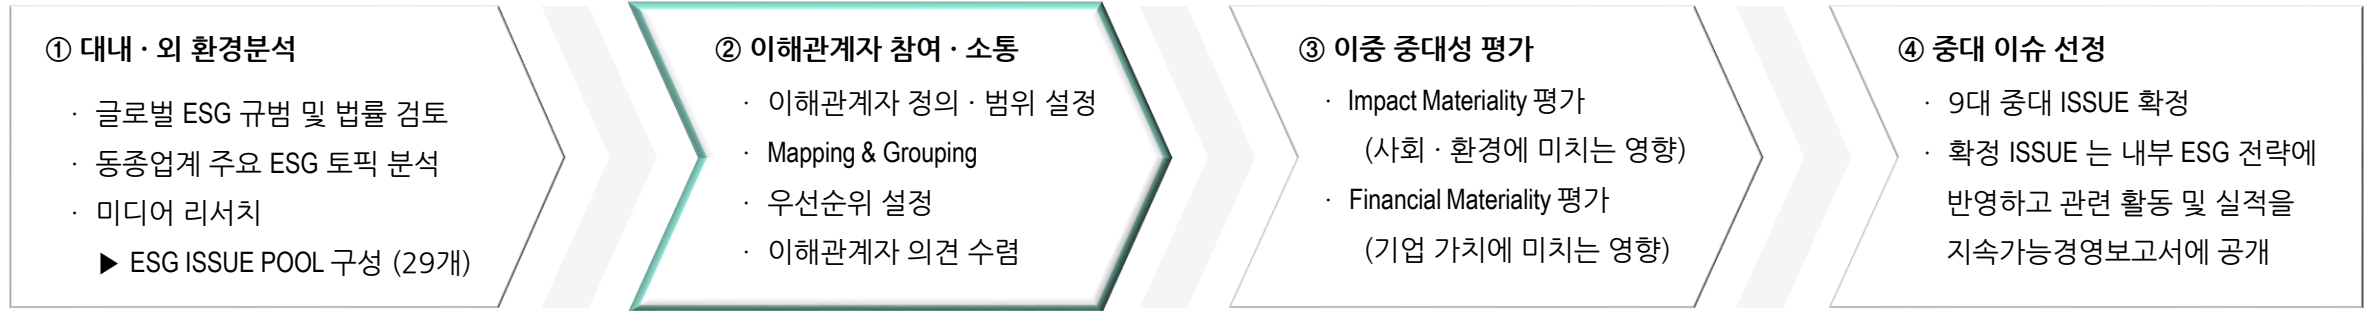 ① 대내 · 외 환경분석
· 글로벌 ESG 규범 및 법률 검토
· 동종업계 주요 ESG 토픽 분석
· 미디어 리서치
▶ ESG ISSUE POOL 구성 (29개)
② 이해관계자 참여 · 소통
· 이해관계자 정의 · 범위 설정
· Mapping & Grouping
· 우선순위 설정
· 이해관계자 의견 수렴
③ 이중 중대성 평가
· Impact Materiality 평가
(사회 · 환경에 미치는 영향)
· Financial Materiality 평가
(기업 가치에 미치는 영향)
④ 중대 이슈 선정
· 9대 중대 ISSUE 확정
· 확정 ISSUE 는 내부 ESG 전략에
반영하고 관련 활동 및 실적을
지속가능경영보고서에 공개